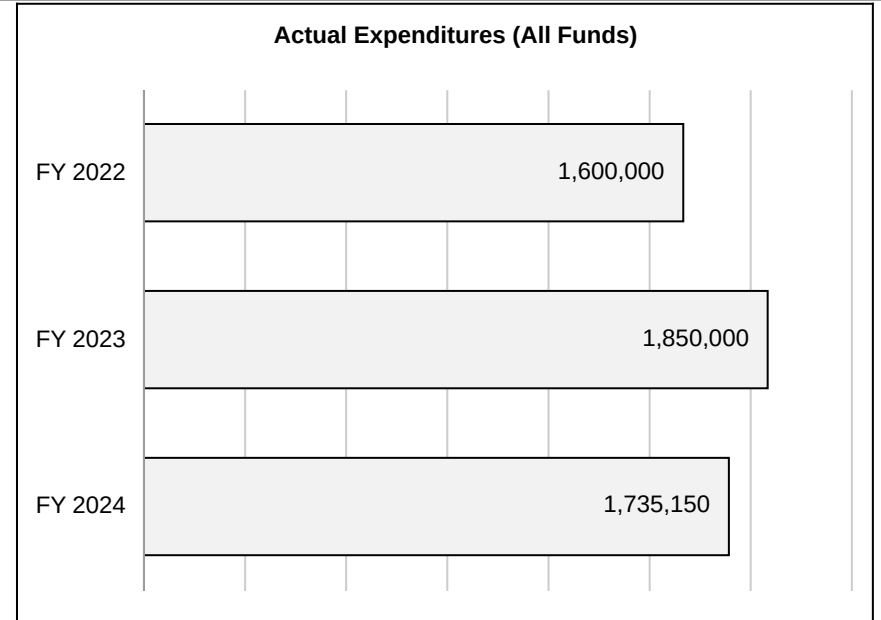 Actual Expenditures (All Funds)
FY 2022 1,600,000
FY 2023 1,850,000
FY 2024 1,735,150